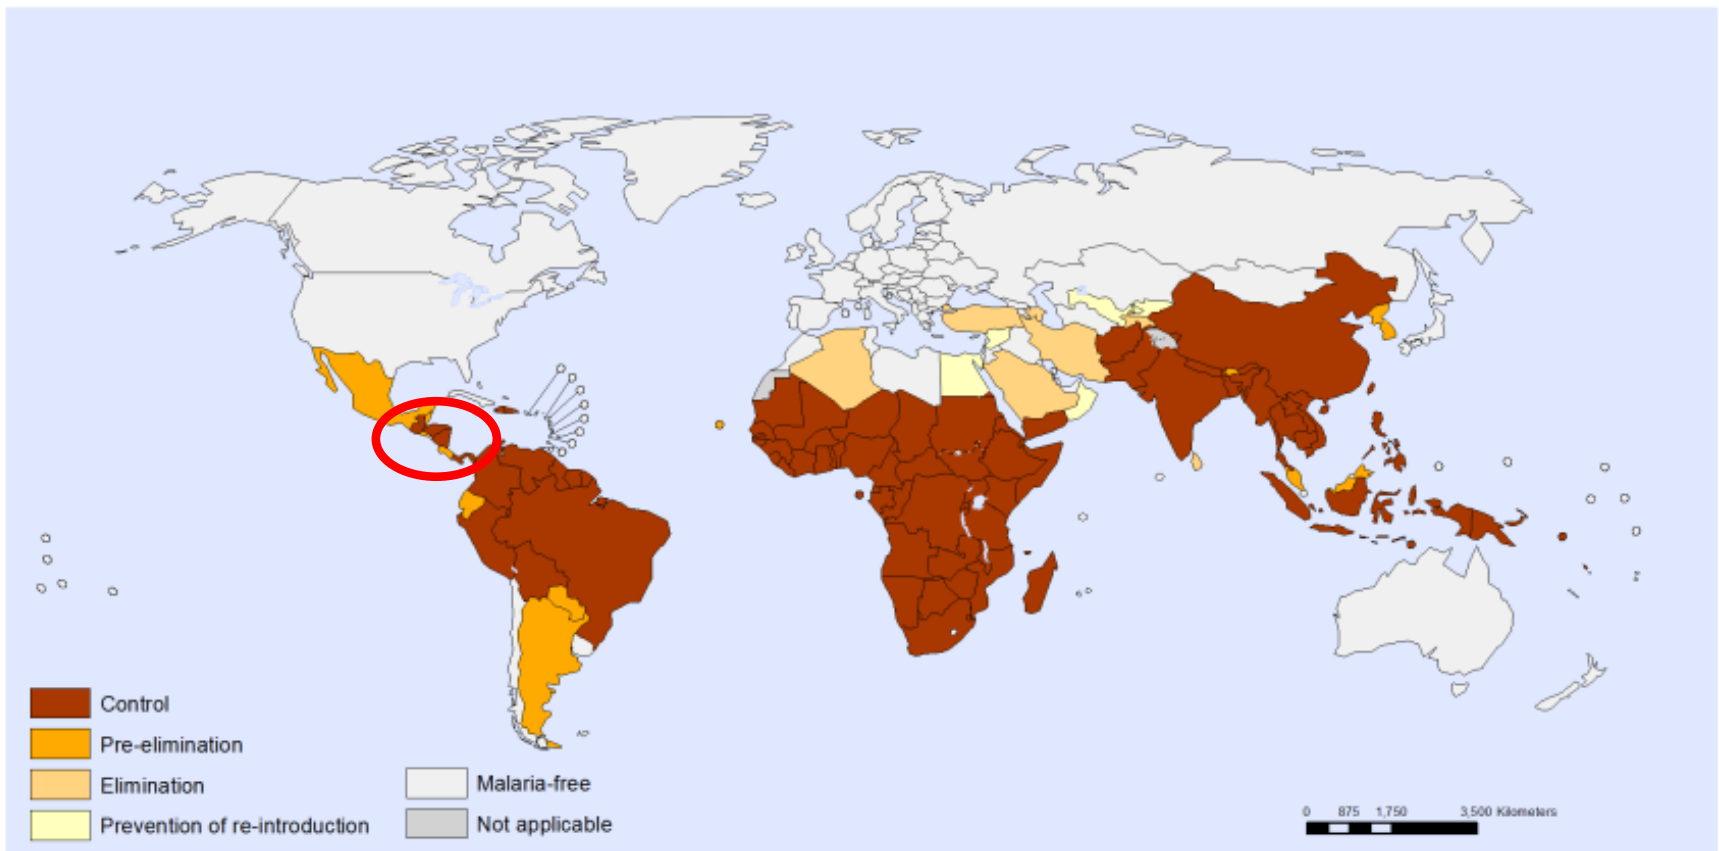 Control
Pre-elimination
Elimination
Prevention of re-introduction
Malaria-free
Not applicable
0 875 1,750 3,500 Kilometers